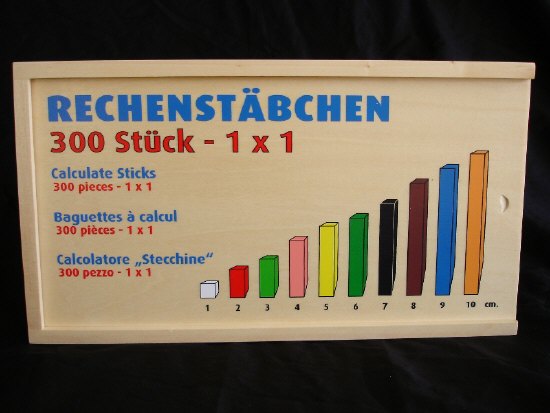 RECHENSTÄBCHEN
300 Stück - 1 x 1
Calculate Sticks
300 pieces - 1 x 1
Baguettes à calcul
300 pièces - 1 x 1
Calcolatore „Stecchine“
300 pezzo - 1 x 1
1 2 3 4 5 6 7 8 9 10 cm.